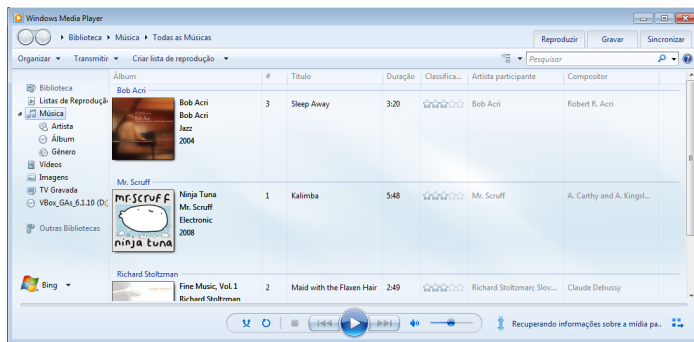 Windows Media Player
Biblioteca Música Todas as Músicas
Reproduzir Gravar Sincronizar
Organizar Transmitir Criar lista de reprodução Pesquisar
Álbum # Título Duração Classifica... Artista participante Compositor
Biblioteca
Listas de Reprodução
Música
Artista
Álbum
Gênero
Vídeos
Imagens
TV Gravada
VBox_GAs_6.1.10 (D:)
Outras Bibliotecas
Bing
Bob Acri
Bob Acri 3 Sleep Away 3:20 Bob Acri Robert R. Acri
Bob Acri
Jazz
2004
Mr. Scruff
mr.scruff
ninja tuna
Ninja Tuna 1 Kalimba 5:48 Mr. Scruff A. Carthy and A. Kingsl...
Mr. Scruff
Electronic
2008
Richard Stoltzman
Fine Music, Vol. 1 2 Maid with the Flaxen Hair 2:49 Richard Stoltzman; Slov... Claude Debussy
Richard Stoltzman
Recuperando informações sobre a mídia pa..